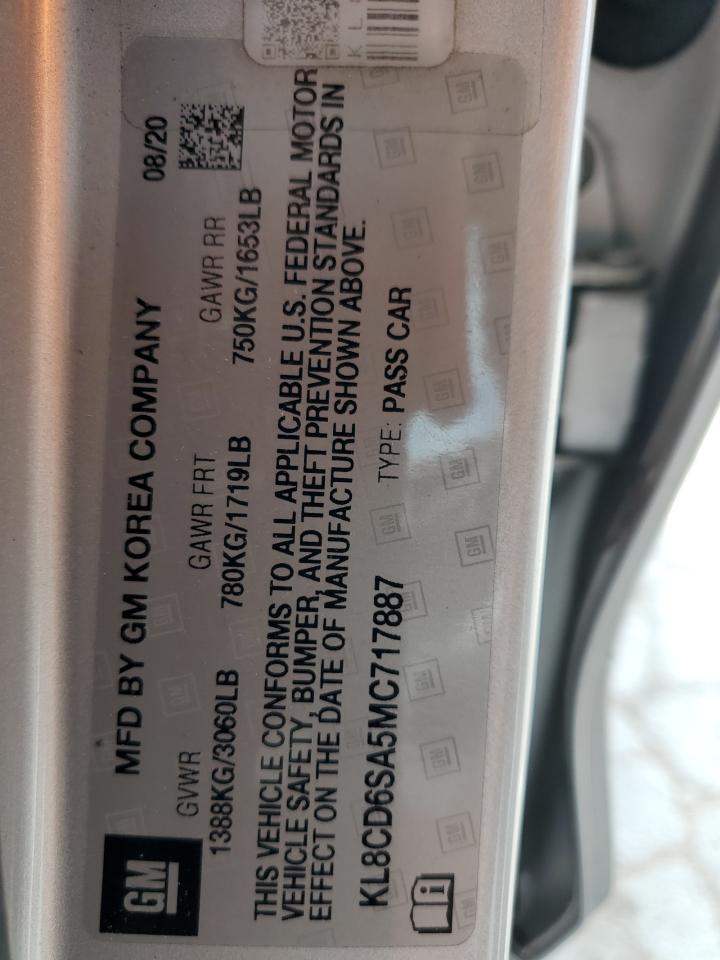 KL8
GM
MFD BY GM KOREA COMPANY 08/20
GVWR GAWR FRT GAWR RR
1388KG/3060LB 780KG/1719LB 750KG/1653LB
THIS VEHICLE CONFORMS TO ALL APPLICABLE U.S. FEDERAL MOTOR
VEHICLE SAFETY, BUMPER, AND THEFT PREVENTION STANDARDS IN
EFFECT ON THE DATE OF MANUFACTURE SHOWN ABOVE.
KL8CD6SA5MC717887 TYPE: PASS CAR